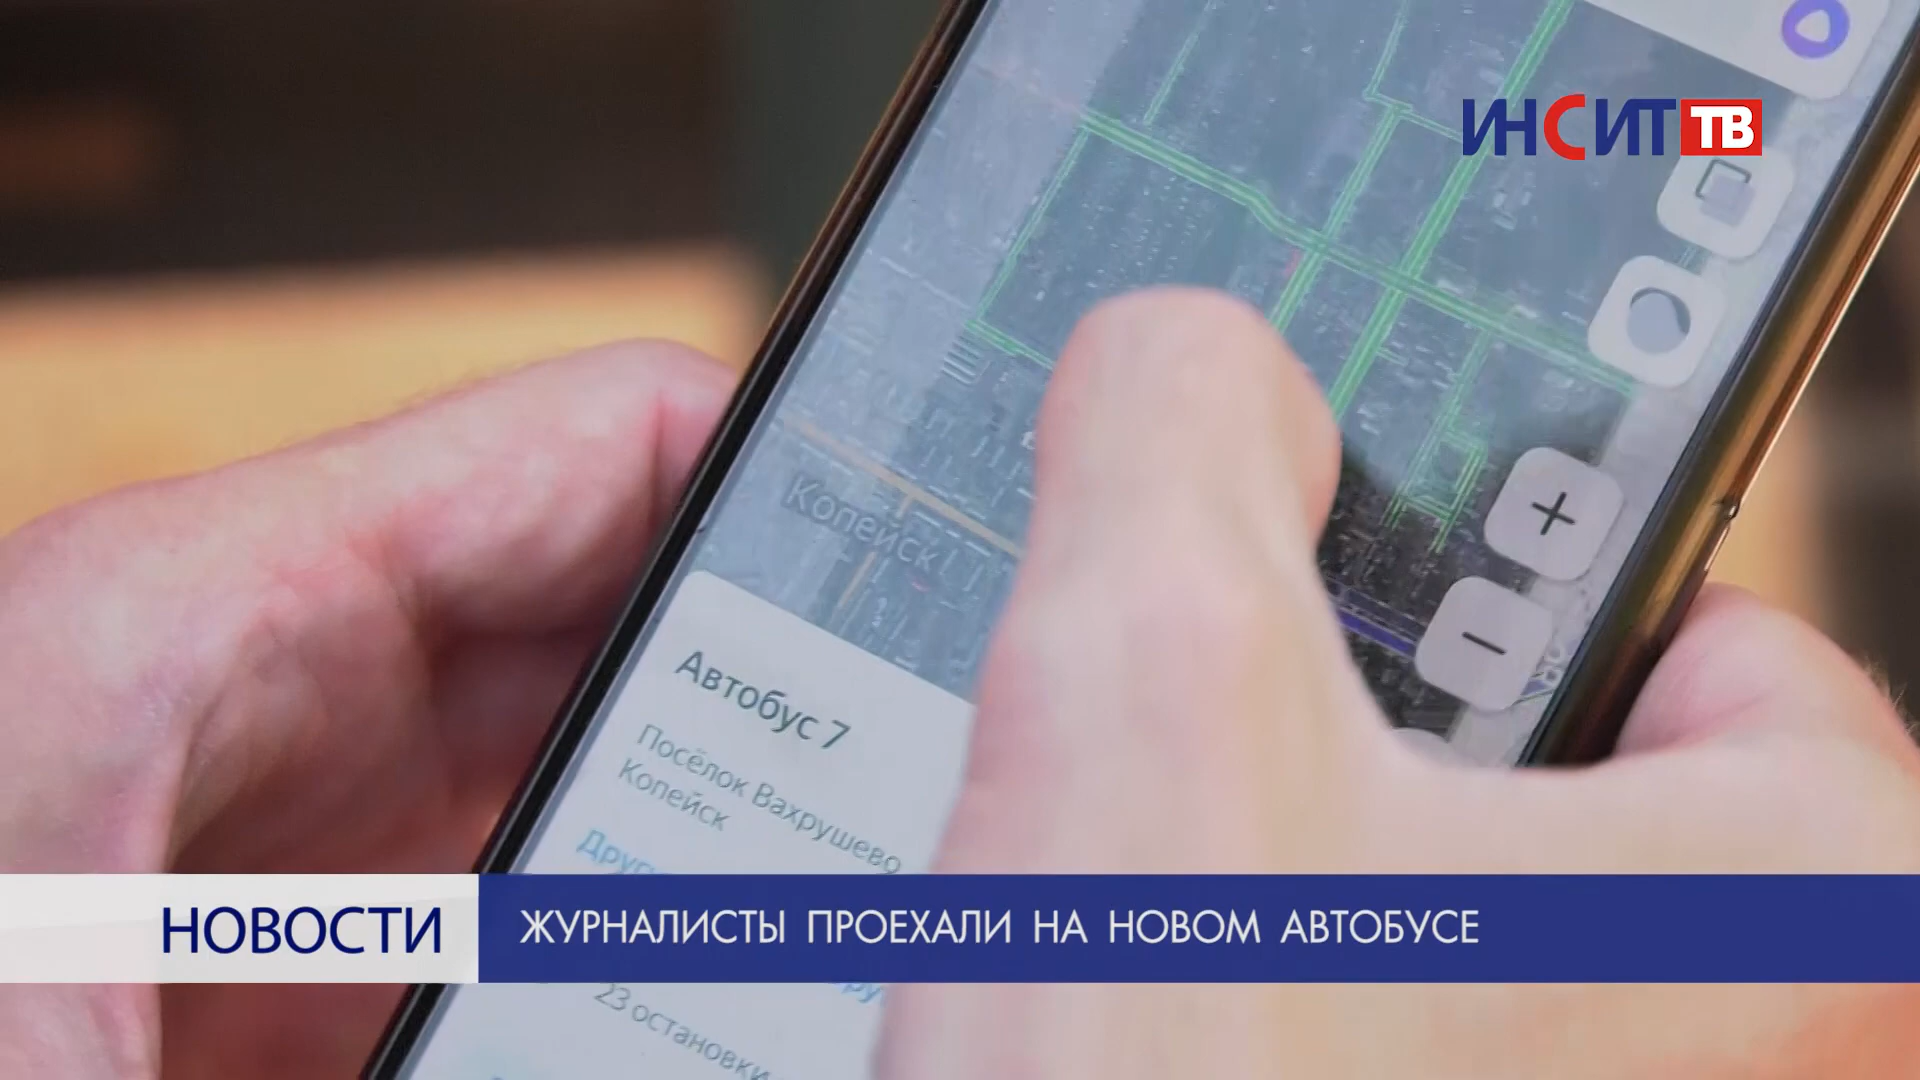 ИНСИТ ТВ
Копейск
Автобус 7
Посёлок Вахрушево
Копейск
НОВОСТИ
ЖУРНАЛИСТЫ ПРОЕХАЛИ НА НОВОМ АВТОБУСЕ
23 остановки